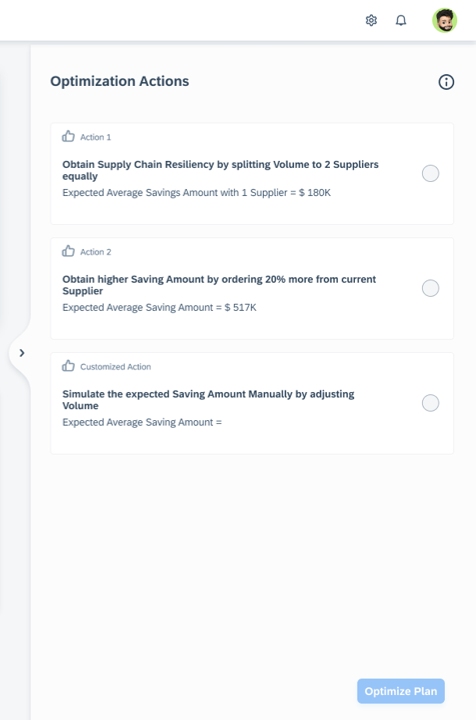 Optimization Actions
Action 1
Obtain Supply Chain Resiliency by splitting Volume to 2 Suppliers
equally
Expected Average Savings Amount with 1 Supplier = $ 180K
Action 2
Obtain higher Saving Amount by ordering 20% more from current
Supplier
Expected Average Saving Amount = $ 517K
Customized Action
Simulate the expected Saving Amount Manually by adjusting
Volume
Expected Average Saving Amount =
Optimize Plan